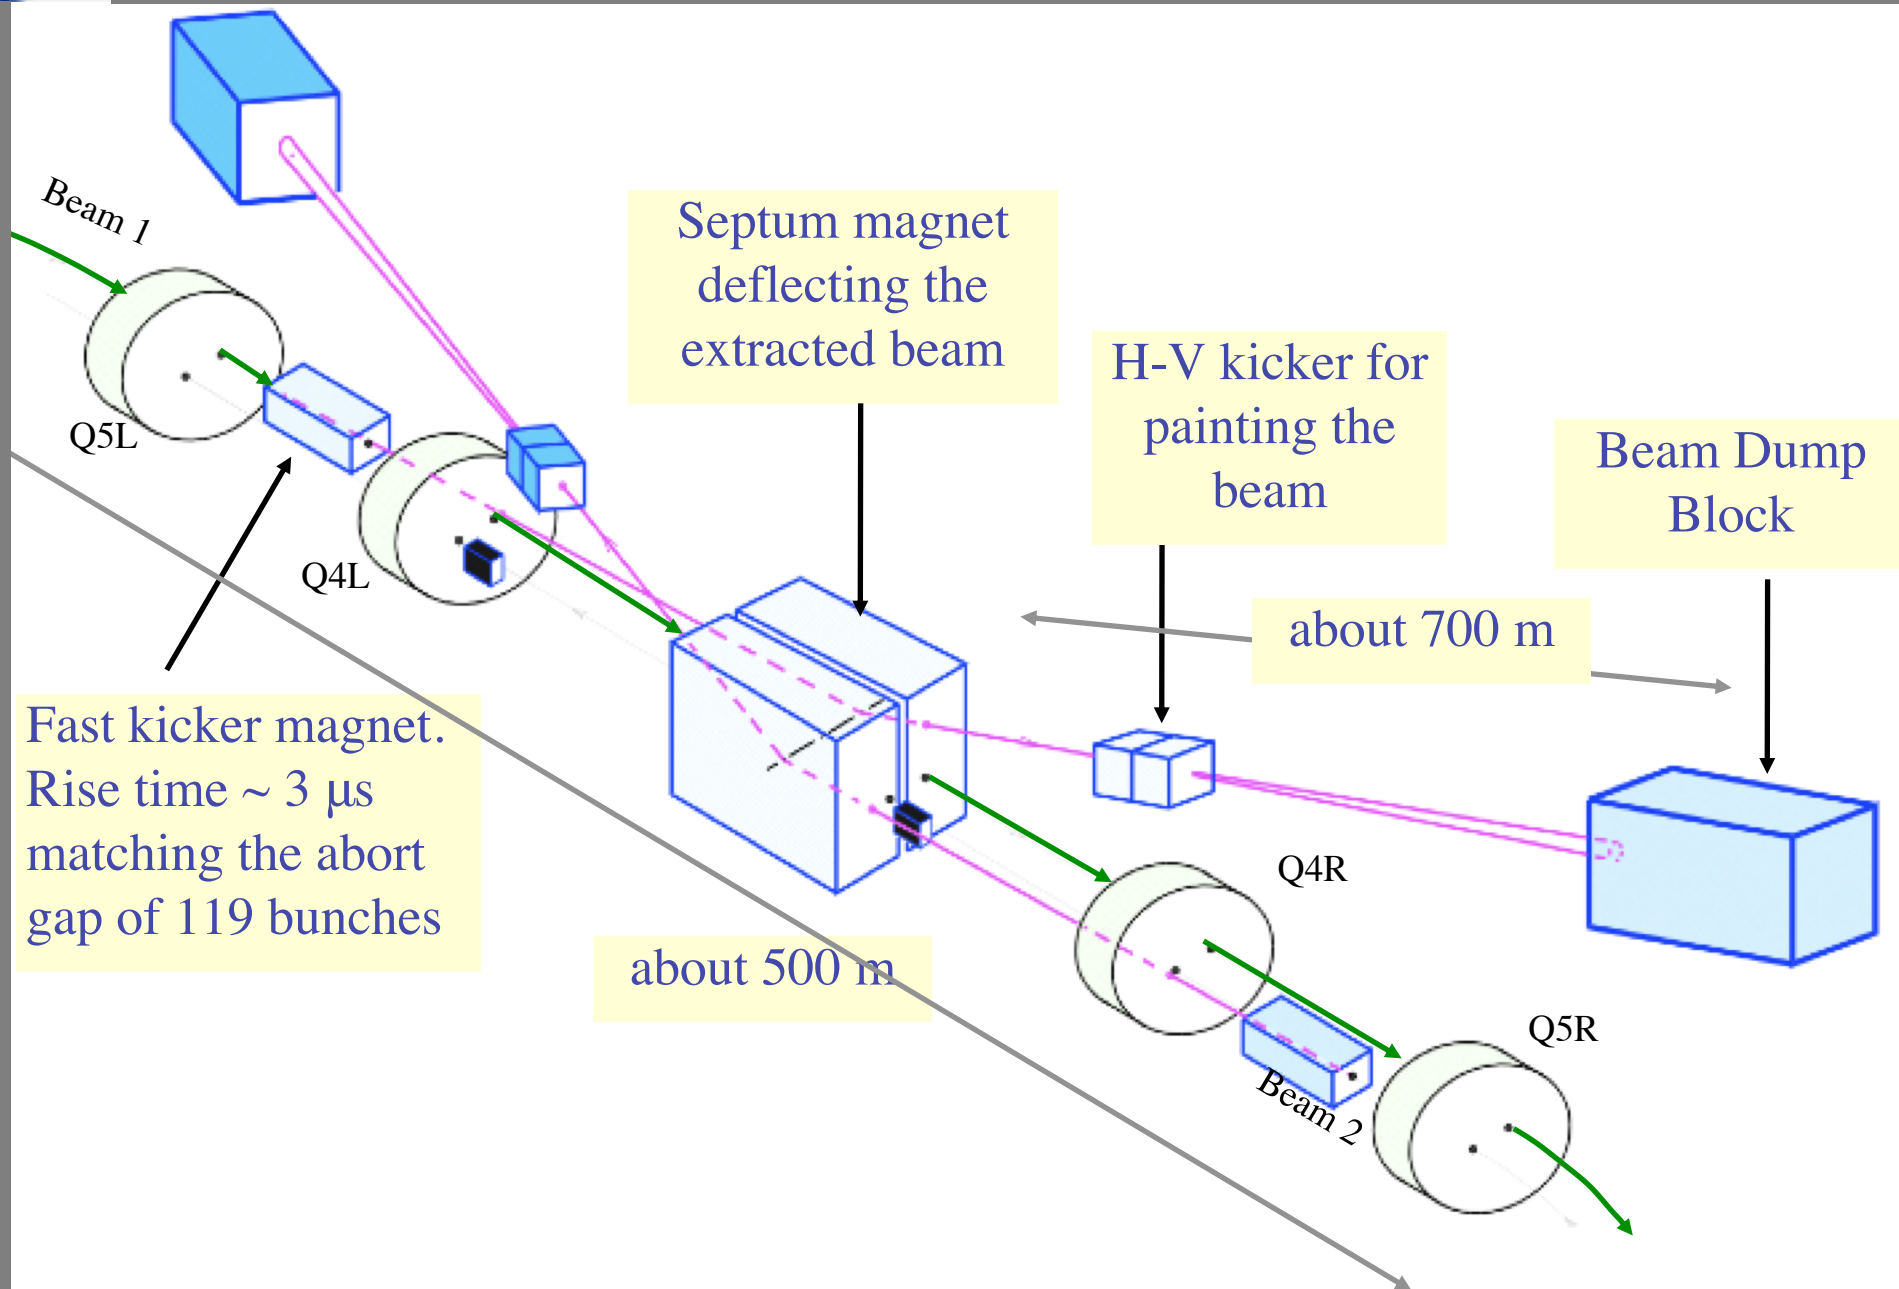 Beam 1
Septum magnet
deflecting the
extracted beam
H-V kicker for
painting the
beam
Beam Dump
Block
Q5L
Q4L
about 700 m
Fast kicker magnet.
Rise time ~ 3 μs
matching the abort
gap of 119 bunches
about 500 m
Q4R
Q5R
Beam 2